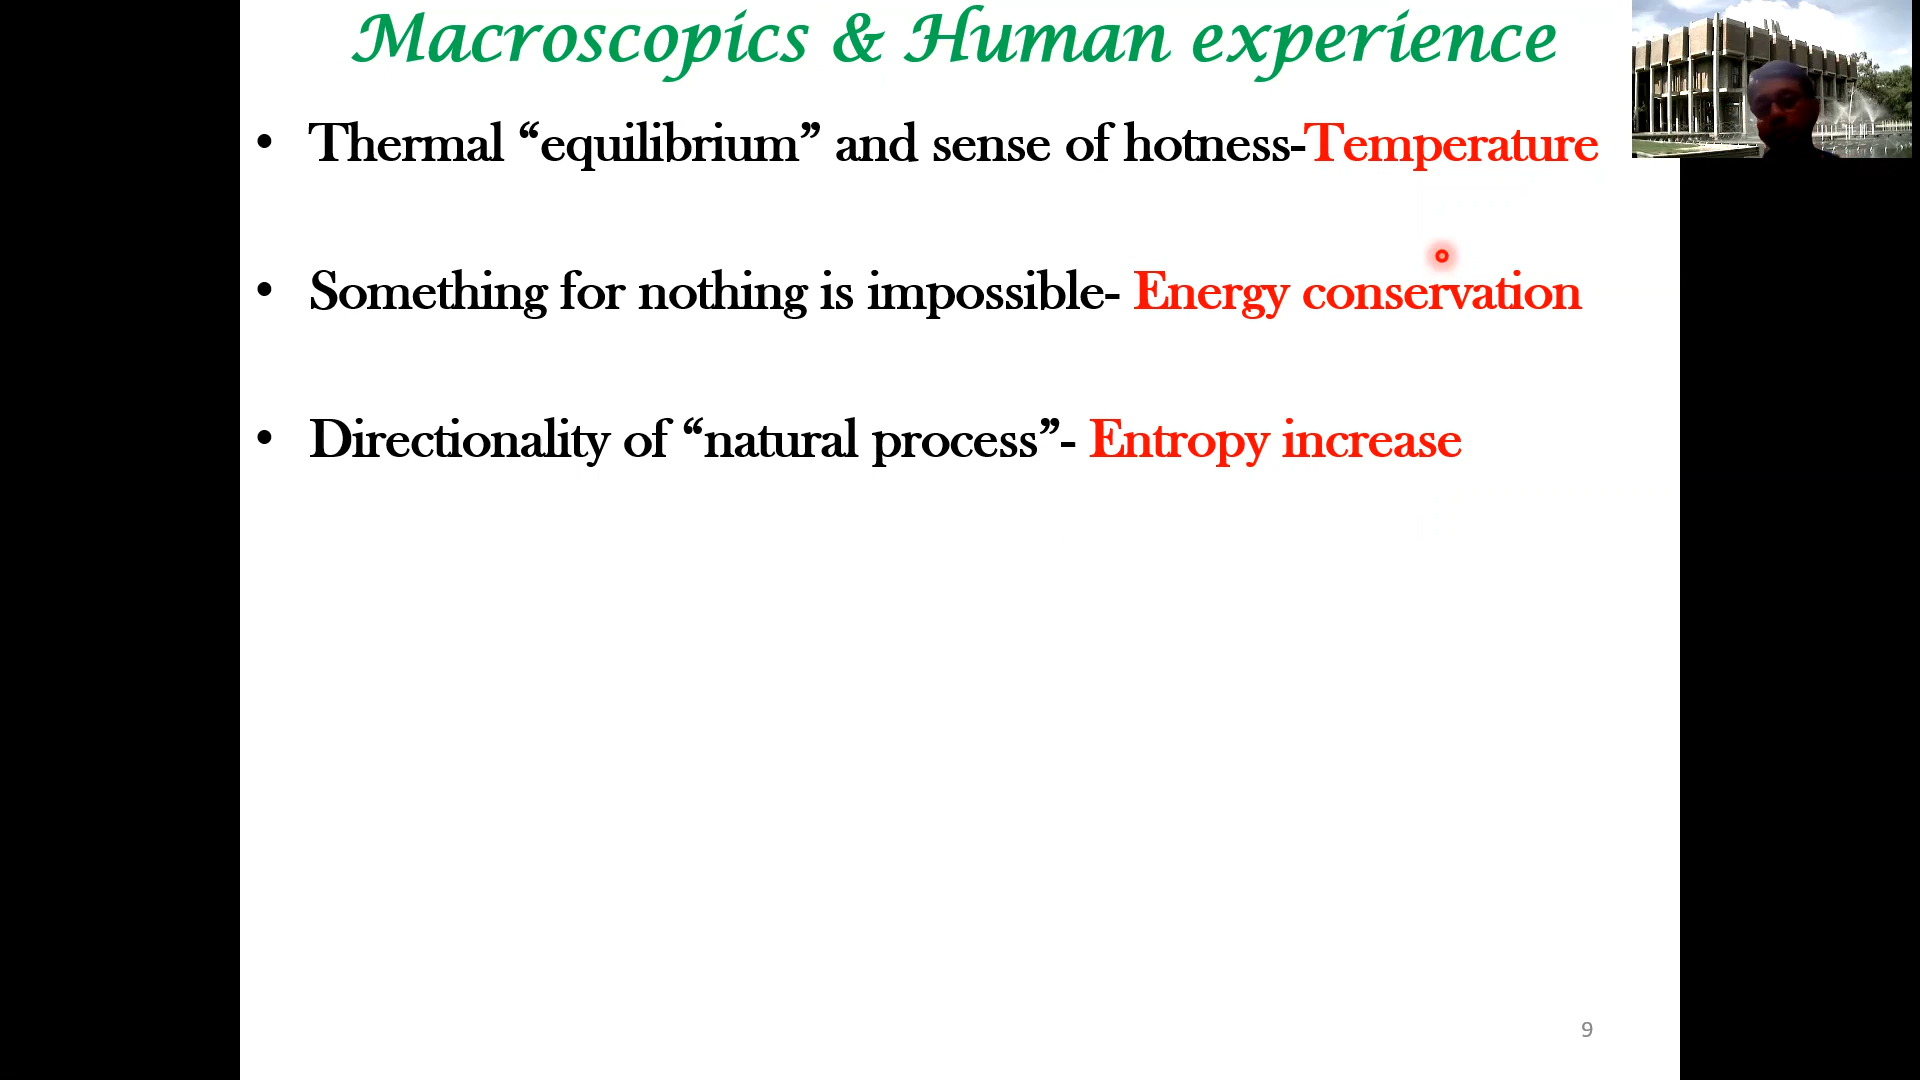 Macroscopics & Human experience
• Thermal “equilibrium” and sense of hotness-Temperature
• Something for nothing is impossible- Energy conservation
• Directionality of “natural process”- Entropy increase
9